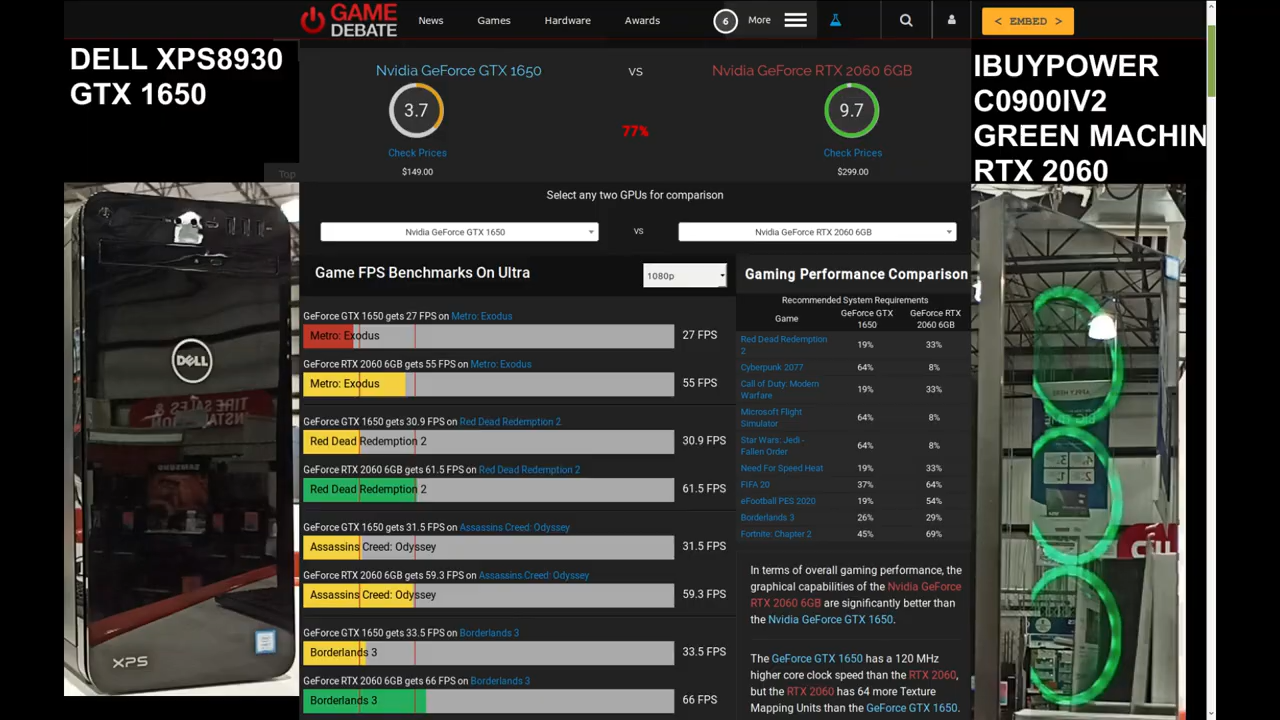 DELL XPS8930
GTX 1650
GAME
DEBATE
News
Games
Hardware
Awards
6
More
< EMBED >
IBUYPOWER
C0900IV2
GREEN MACHIN
RTX 2060
Nvidia GeForce GTX 1650
VS
Nvidia GeForce RTX 2060 6GB
3.7
77%
9.7
Check Prices
Check Prices
$149.00
$299.00
Top
Select any two GPUs for comparison
Nvidia GeForce GTX 1650
VS
Nvidia GeForce RTX 2060 6GB
Game FPS Benchmarks On Ultra
1080p
GeForce GTX 1650 gets 27 FPS on Metro: Exodus
Metro: Exodus
27 FPS
GeForce RTX 2060 6GB gets 55 FPS on Metro: Exodus
Metro: Exodus
55 FPS
GeForce GTX 1650 gets 30.9 FPS on Red Dead Redemption 2
Red Dead Redemption 2
30.9 FPS
GeForce RTX 2060 6GB gets 61.5 FPS on Red Dead Redemption 2
Red Dead Redemption 2
61.5 FPS
GeForce GTX 1650 gets 31.5 FPS on Assassins Creed: Odyssey
Assassins Creed: Odyssey
31.5 FPS
GeForce RTX 2060 6GB gets 59.3 FPS on Assassins Creed: Odyssey
Assassins Creed: Odyssey
59.3 FPS
GeForce GTX 1650 gets 33.5 FPS on Borderlands 3
Borderlands 3
33.5 FPS
GeForce RTX 2060 6GB gets 66 FPS on Borderlands 3
Borderlands 3
66 FPS
Gaming Performance Comparison
Recommended System Requirements
Game
GeForce GTX
1650
GeForce RTX
2060 6GB
Red Dead Redemption
2
19%
33%
Cyberpunk 2077
64%
8%
Call of Duty: Modern
Warfare
19%
33%
Microsoft Flight
Simulator
64%
8%
Star Wars: Jedi -
Fallen Order
64%
8%
Need For Speed Heat
19%
33%
FIFA 20
37%
64%
eFootball PES 2020
19%
54%
Borderlands 3
26%
29%
Fortnite: Chapter 2
45%
69%
In terms of overall gaming performance, the
graphical capabilities of the Nvidia GeForce
RTX 2060 6GB are significantly better than
the Nvidia GeForce GTX 1650.
The GeForce GTX 1650 has a 120 MHz
higher core clock speed than the RTX 2060,
but the RTX 2060 has 64 more Texture
Mapping Units than the GeForce GTX 1650.
DELL
XPS